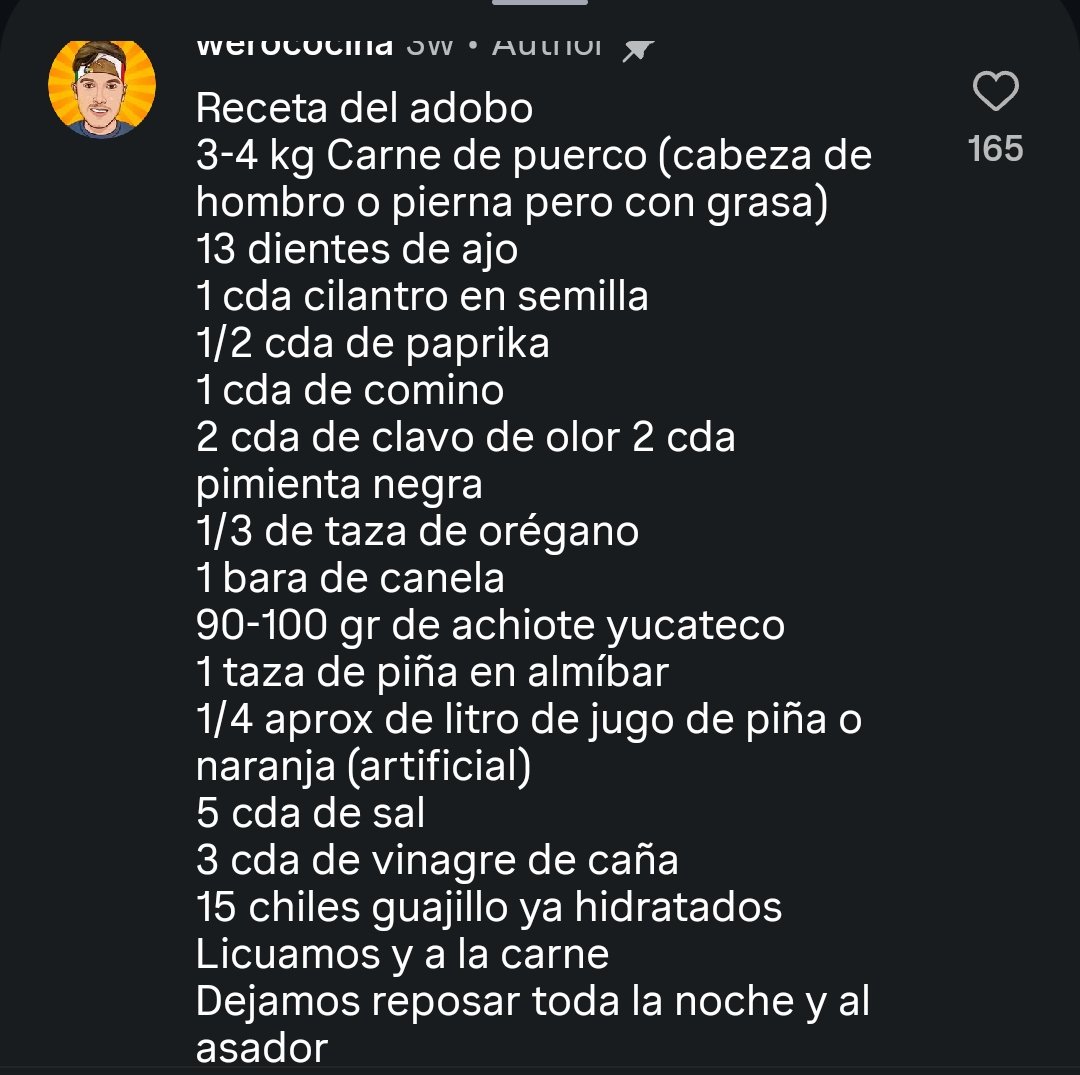 werococina 3w • Author
165
Receta del adobo
3-4 kg Carne de puerco (cabeza de
hombro o pierna pero con grasa)
13 dientes de ajo
1 cda cilantro en semilla
1/2 cda de paprika
1 cda de comino
2 cda de clavo de olor 2 cda
pimienta negra
1/3 de taza de orégano
1 bara de canela
90-100 gr de achiote yucateco
1 taza de piña en almíbar
1/4 aprox de litro de jugo de piña o
naranja (artificial)
5 cda de sal
3 cda de vinagre de caña
15 chiles guajillo ya hidratados
Licuamos y a la carne
Dejamos reposar toda la noche y al
asador